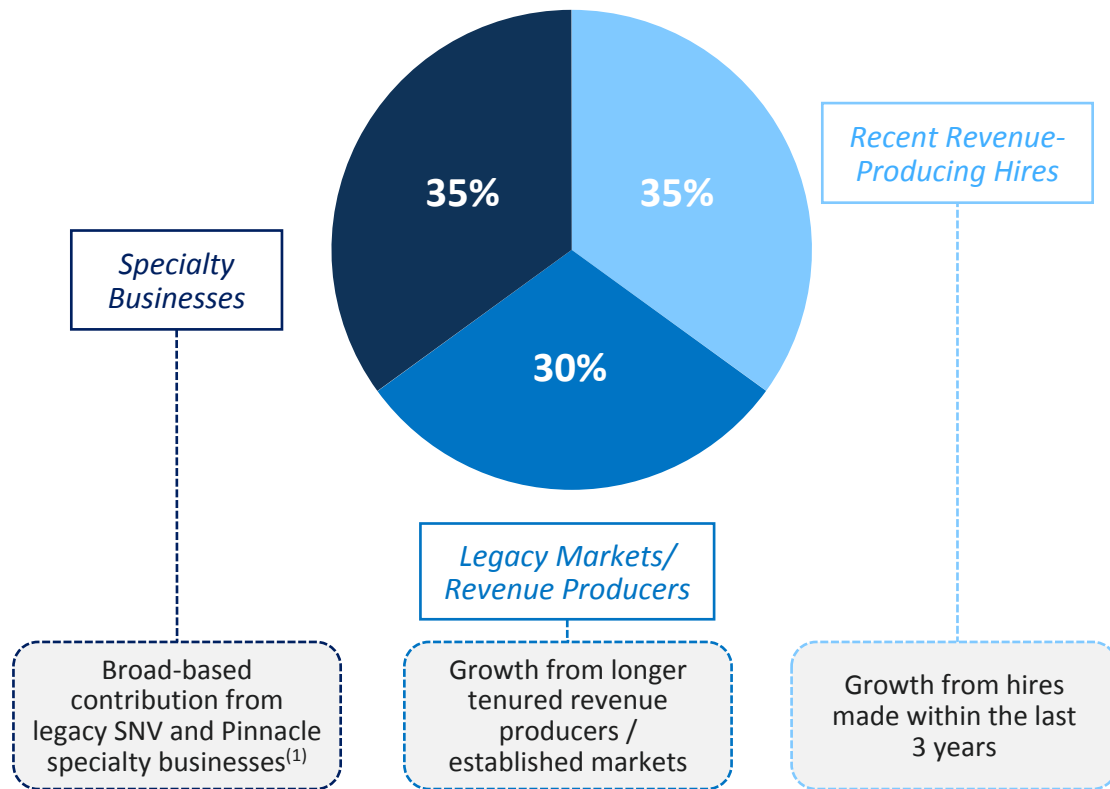 35%
35%
30%
Recent Revenue-
Producing Hires
Specialty
Businesses
Legacy Markets/
Revenue Producers
Broad-based
contribution from
legacy SNV and Pinnacle
specialty businesses(1)
Growth from longer
tenured revenue
producers /
established markets
Growth from hires
made within the last
3 years